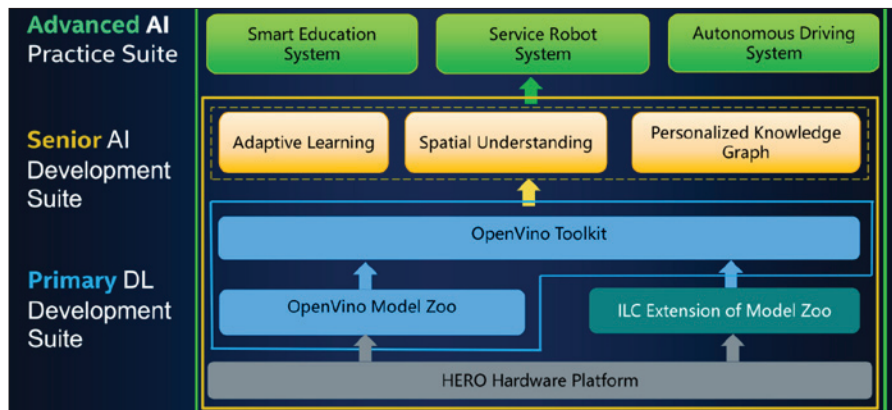 Advanced AI
Practice Suite
Smart Education
System
Service Robot
System
Autonomous Driving
System
Senior AI
Development
Suite
Adaptive Learning
Spatial Understanding
Personalized Knowledge
Graph
OpenVino Toolkit
Primary DL
Development
Suite
OpenVino Model Zoo
ILC Extension of Model Zoo
HERO Hardware Platform